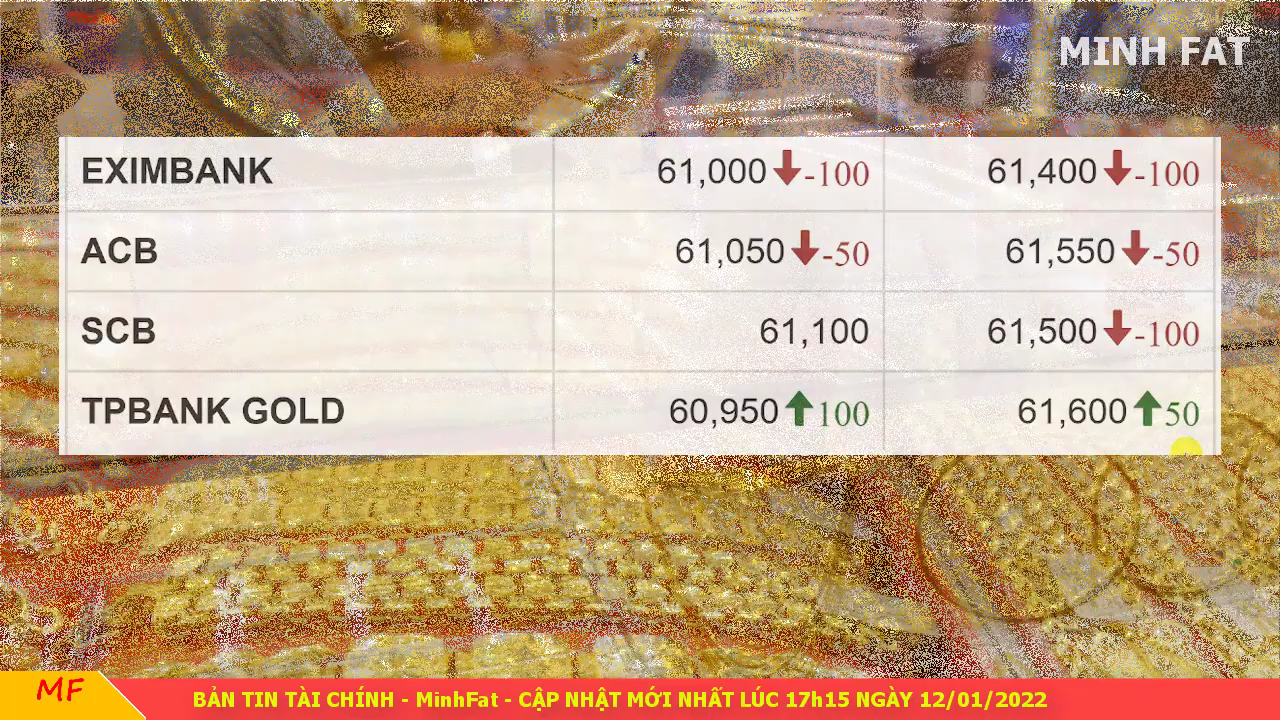 MINH FAT
EXIMBANK 61,000 -100 61,400 -100
ACB 61,050 -50 61,550 -50
SCB 61,100 61,500 -100
TPBANK GOLD 60,950 100 61,600 50
MF BẢN TIN TÀI CHÍNH - MinhFat - CẬP NHẬT MỚI NHẤT LÚC 17h15 NGÀY 12/01/2022